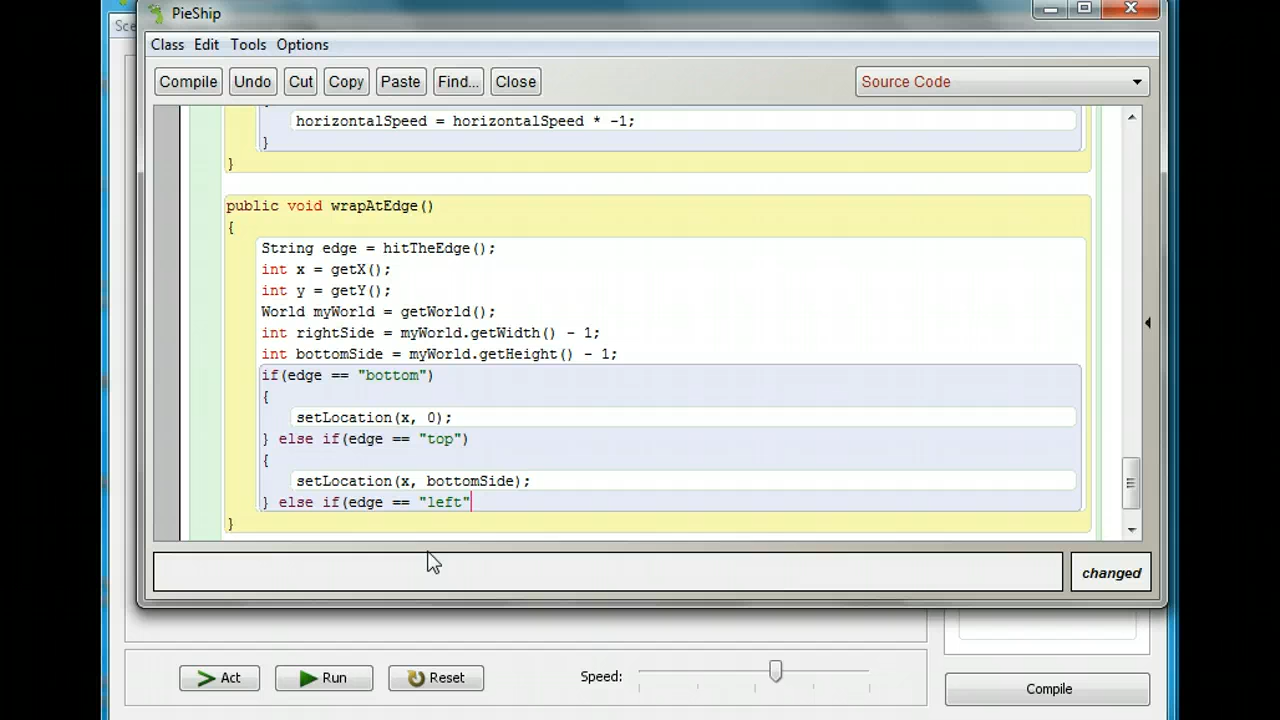 PieShip
Sce
Class Edit Tools Options
Compile Undo Cut Copy Paste Find... Close Source Code
horizontalSpeed = horizontalSpeed * -1;
}
}
public void wrapAtEdge()
{
String edge = hitTheEdge();
int x = getX();
int y = getY();
World myWorld = getWorld();
int rightSide = myWorld.getWidth() - 1;
int bottomSide = myWorld.getHeight() - 1;
if(edge == "bottom")
{
setLocation(x, 0);
} else if(edge == "top")
{
setLocation(x, bottomSide);
} else if(edge == "left"
}
changed
Act Run Reset Speed: Compile